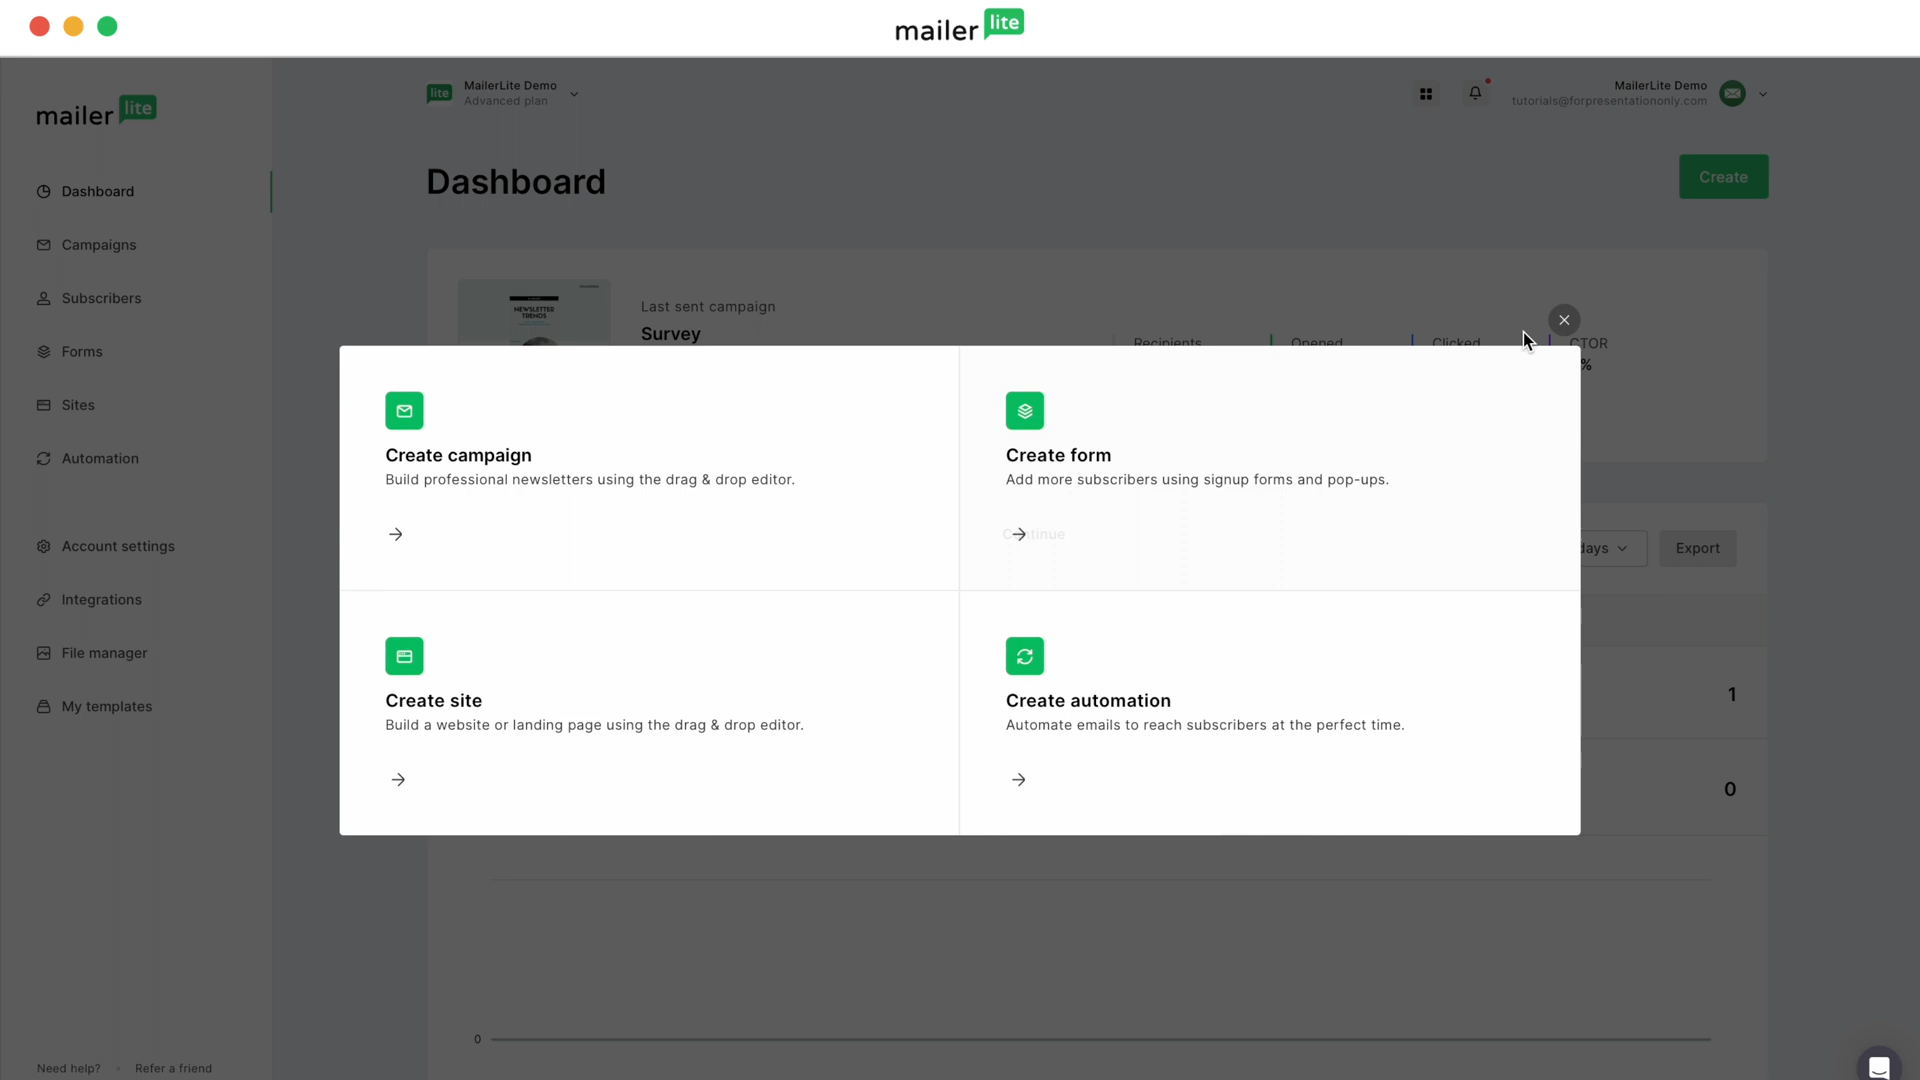 mailer lite
mailer lite
lite
MailerLite Demo
Advanced plan
MailerLite Demo
tutorials@forpresentationonly.com
Dashboard
Campaigns
Subscribers
Forms
Sites
Automation
Account settings
Integrations
File manager
My templates
Need help? • Refer a friend
Dashboard
Create
NEWSLETTER
TRENDS
Last sent campaign
Survey
Recipients
Opened
Clicked
CTOR
%
Create campaign
Build professional newsletters using the drag & drop editor.
Create form
Add more subscribers using signup forms and pop-ups.
Continue
Create site
Build a website or landing page using the drag & drop editor.
Create automation
Automate emails to reach subscribers at the perfect time.
days
Export
1
0
0